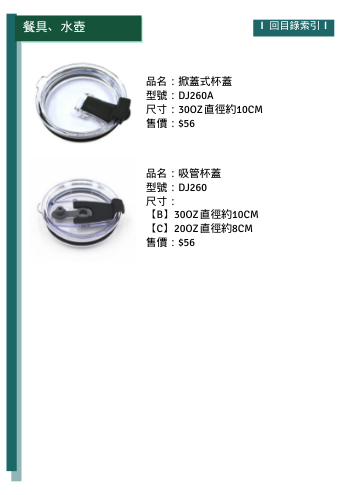 餐具、水壺
I 回目錄索引 I
品名：掀蓋式杯蓋
型號：DJ260A
尺寸：30OZ直徑約10CM
售價：$56
品名：吸管杯蓋
型號：DJ260
尺寸：
【B】30OZ直徑約10CM
【C】20OZ直徑約8CM
售價：$56